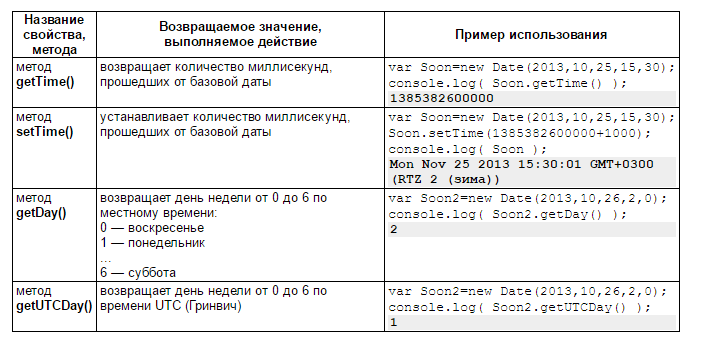 Название свойства, метода
Возвращаемое значение, выполняемое действие
Пример использования
метод
getTime()
возвращает количество миллисекунд,
прошедших от базовой даты
var Soon=new Date(2013,10,25,15,30);
console.log( Soon.getTime() );
1385382600000
метод
setTime()
устанавливает количество миллисекунд,
прошедших от базовой даты
var Soon=new Date(2013,10,25,15,30);
Soon.setTime(1385382600000+1000);
console.log( Soon );
Mon Nov 25 2013 15:30:01 GMT+0300
(RTZ 2 (зима))
метод
getDay()
возвращает день недели от 0 до 6 по
местному времени:
0 — воскресенье
1 — понедельник
...
6 — суббота
var Soon2=new Date(2013,10,26,2,0);
console.log( Soon2.getDay() );
2
метод
getUTCDay()
возвращает день недели от 0 до 6 по
времени UTC (Гринвич)
var Soon2=new Date(2013,10,26,2,0);
console.log( Soon2.getUTCDay() );
1